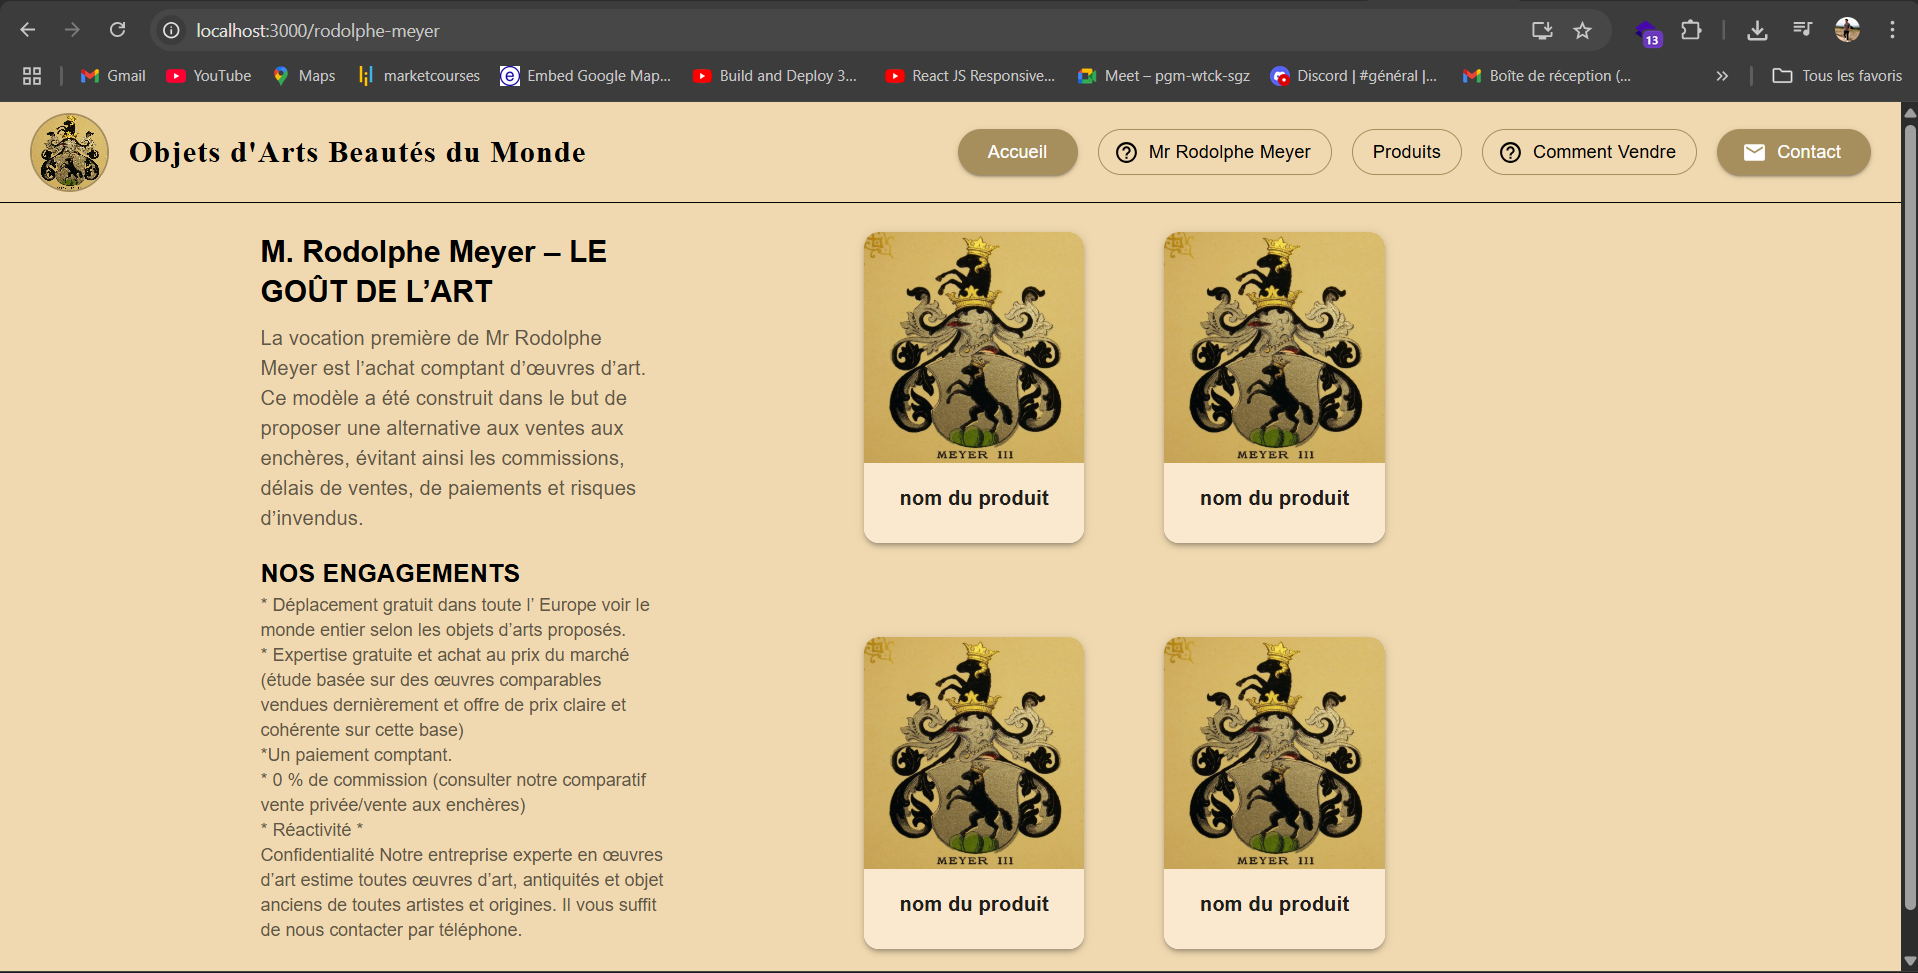 localhost:3000/rodolphe-meyer
13
Gmail
YouTube
Maps
marketcourses
Embed Google Map...
Build and Deploy 3...
React JS Responsive...
Meet – pgm-wtck-sgz
Discord | #général |...
Boîte de réception (...
Tous les favoris
Objets d'Arts Beautés du Monde
Accueil
Mr Rodolphe Meyer
Produits
Comment Vendre
Contact
M. Rodolphe Meyer – LE
GOÛT DE L’ART
La vocation première de Mr Rodolphe
Meyer est l’achat comptant d’œuvres d’art.
Ce modèle a été construit dans le but de
proposer une alternative aux ventes aux
enchères, évitant ainsi les commissions,
délais de ventes, de paiements et risques
d’invendus.
NOS ENGAGEMENTS
* Déplacement gratuit dans toute l’ Europe voir le
monde entier selon les objets d’arts proposés.
* Expertise gratuite et achat au prix du marché
(étude basée sur des œuvres comparables
vendues dernièrement et offre de prix claire et
cohérente sur cette base)
*Un paiement comptant.
* 0 % de commission (consulter notre comparatif
vente privée/vente aux enchères)
* Réactivité *
Confidentialité Notre entreprise experte en œuvres
d’art estime toutes œuvres d’art, antiquités et objet
anciens de toutes artistes et origines. Il vous suffit
de nous contacter par téléphone.
MEYER III
nom du produit
MEYER III
nom du produit
MEYER III
nom du produit
MEYER III
nom du produit